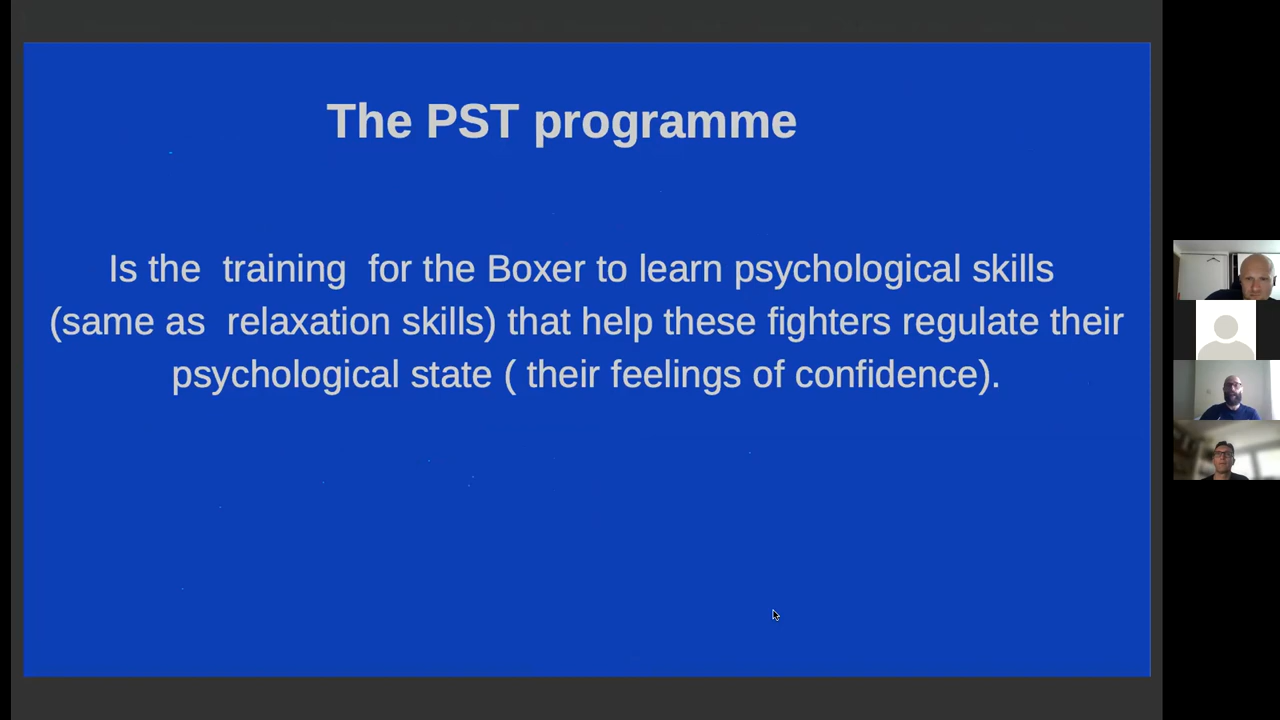 The PST programme
Is the training for the Boxer to learn psychological skills
(same as relaxation skills) that help these fighters regulate their
psychological state ( their feelings of confidence).